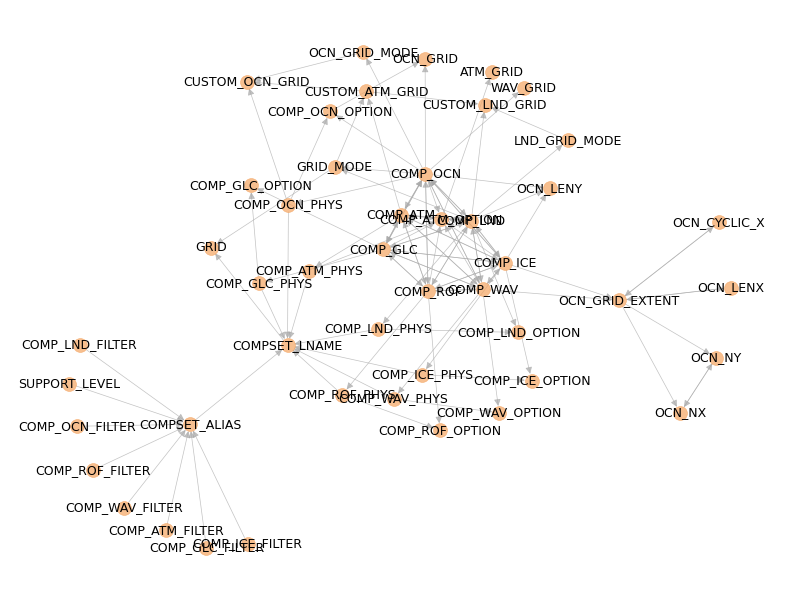 OCN_GRID_MODE
OCN_GRID
ATM_GRID
CUSTOM_OCN_GRID
CUSTOM_ATM_GRID
WAV_GRID
CUSTOM_LND_GRID
COMP_OCN_OPTION
LND_GRID_MODE
GRID_MODE
COMP_OCN
COMP_GLC_OPTION
OCN_LENY
COMP_OCN_PHYS
COMP_ATM
COMP_ATM_OPTION
COMP_LND
OCN_CYCLIC_X
GRID
COMP_GLC
COMP_ICE
COMP_ATM_PHYS
COMP_GLC_PHYS
COMP_ROF
COMP_WAV
OCN_LENX
OCN_GRID_EXTENT
COMP_LND_PHYS
COMP_LND_OPTION
COMP_LND_FILTER
COMPSET_LNAME
OCN_NY
COMP_ICE_PHYS
COMP_ICE_OPTION
SUPPORT_LEVEL
COMP_ROF_PHYS
COMP_WAV_PHYS
COMP_WAV_OPTION
OCN_NX
COMP_OCN_FILTER
COMPSET_ALIAS
COMP_ROF_OPTION
COMP_ROF_FILTER
COMP_WAV_FILTER
COMP_ATM_FILTER
COMP_GLC_FILTER
COMP_ICE_FILTER